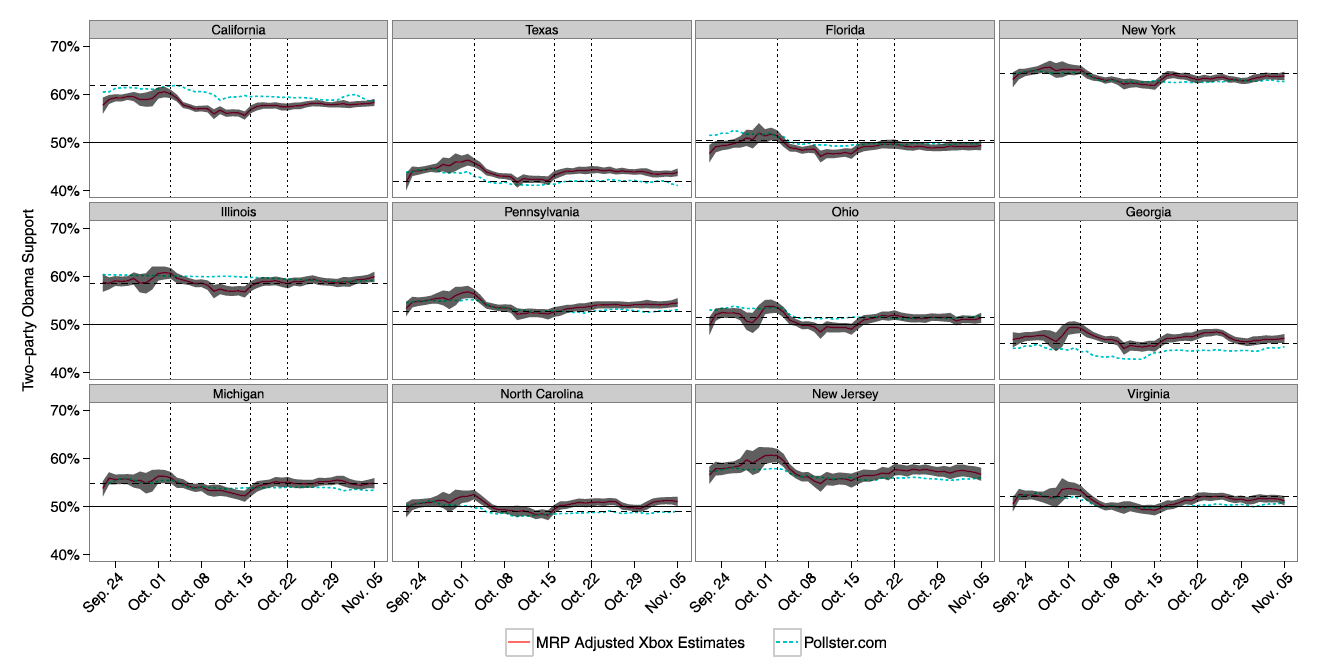 California Texas Florida New York
70%
60%
50%
40%
Illinois Pennsylvania Ohio Georgia
70%
60%
50%
40%
Two−party Obama Support
Michigan North Carolina New Jersey Virginia
70%
60%
50%
40%
Sep. 24 Oct. 01 Oct. 08 Oct. 15 Oct. 22 Oct. 29 Nov. 05 Sep. 24 Oct. 01 Oct. 08 Oct. 15 Oct. 22 Oct. 29 Nov. 05 Sep. 24 Oct. 01 Oct. 08 Oct. 15 Oct. 22 Oct. 29 Nov. 05 Sep. 24 Oct. 01 Oct. 08 Oct. 15 Oct. 22 Oct. 29 Nov. 05
MRP Adjusted Xbox Estimates Pollster.com